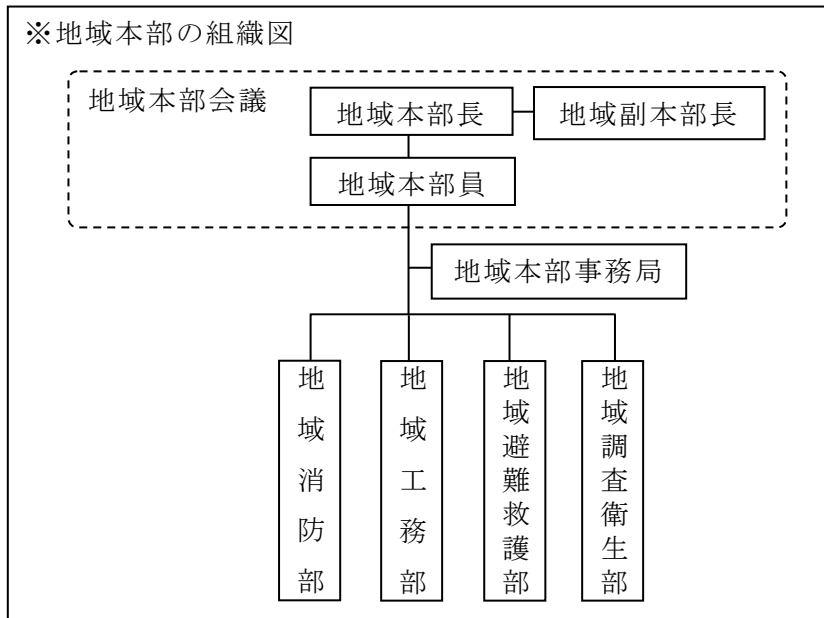 ※地域本部の組織図
地域本部会議
地域本部長
地域副本部長
地域本部員
地域本部事務局
地域消防部
地域工務部
地域避難救護部
地域調査衛生部